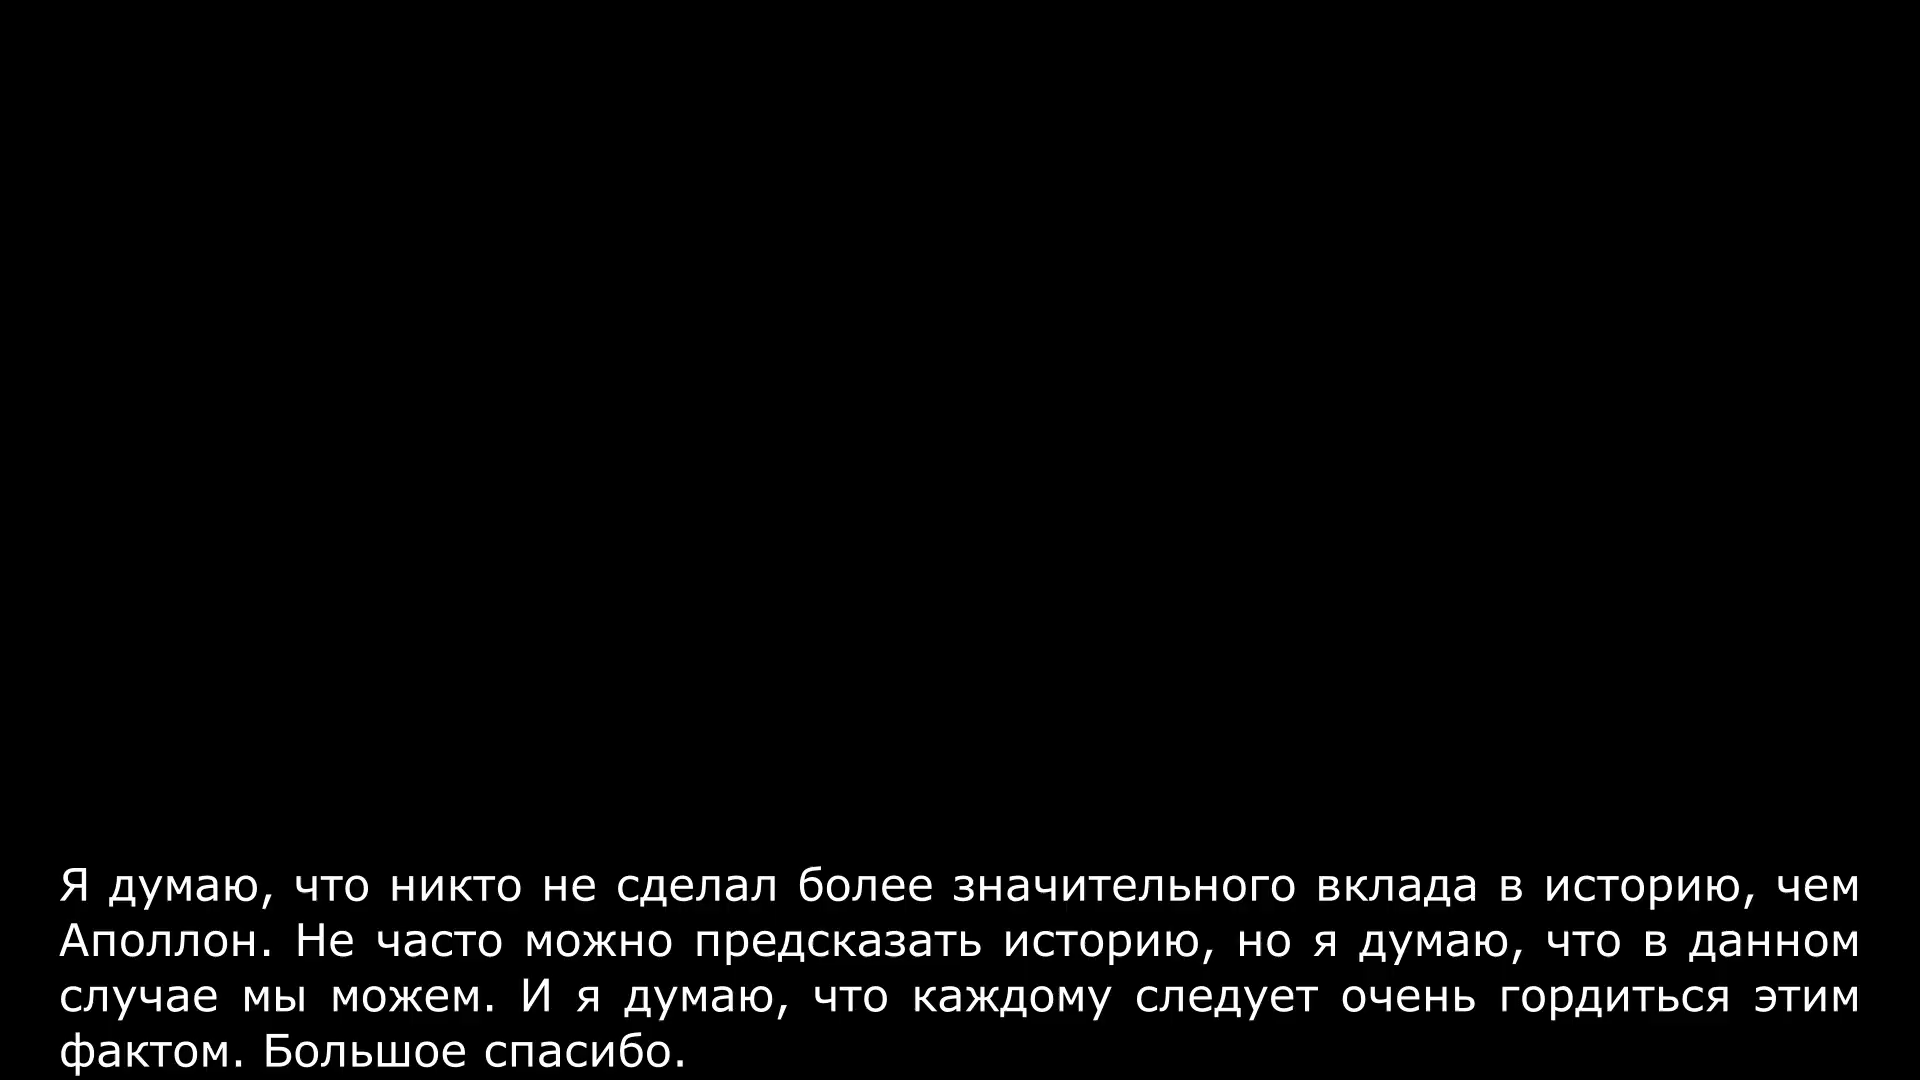 Я думаю, что никто не сделал более значительного вклада в историю, чем
Аполлон. Не часто можно предсказать историю, но я думаю, что в данном
случае мы можем. И я думаю, что каждому следует очень гордиться этим
фактом. Большое спасибо.